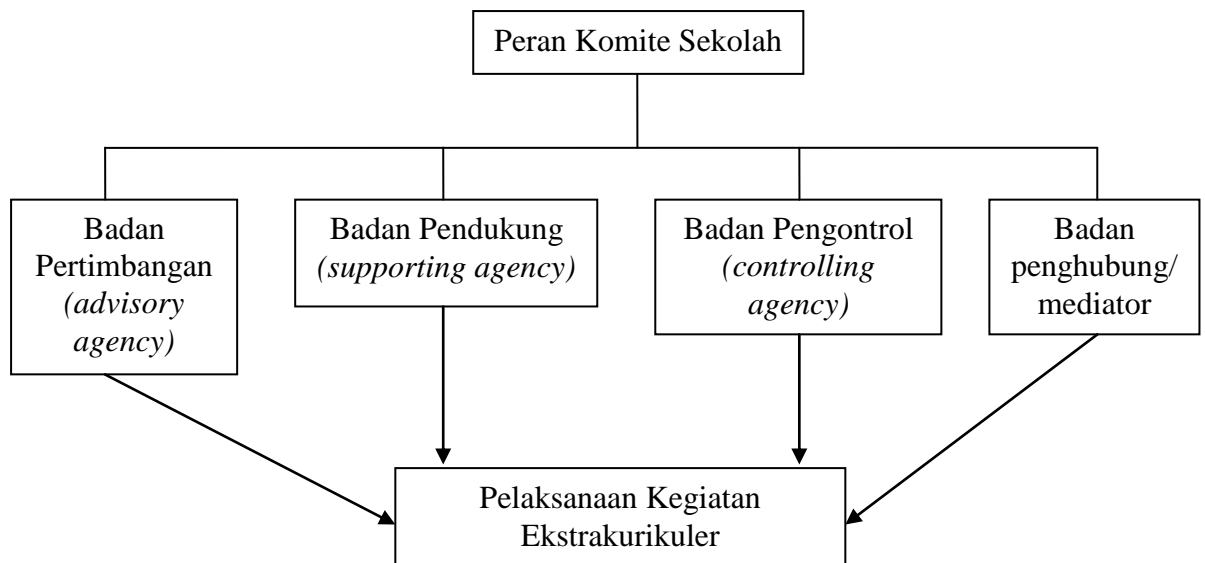 Peran Komite Sekolah
Badan
Pertimbangan
(advisory
agency)
Badan Pendukung
(supporting agency)
Badan Pengontrol
(controlling
agency)
Badan
penghubung/
mediator
Pelaksanaan Kegiatan
Ekstrakurikuler